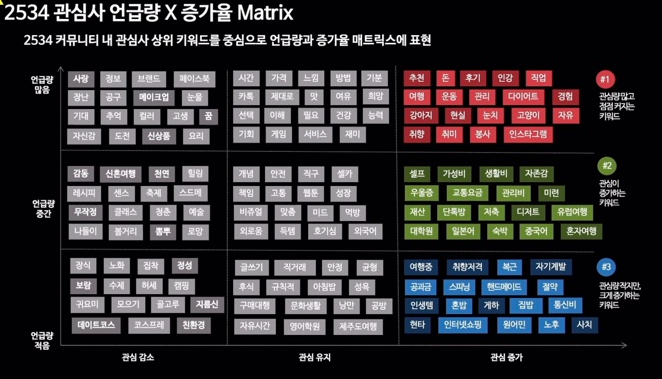 2534 관심사 언급량 X 증가율 Matrix
2534 커뮤니티 내 관심사 상위 키워드를 중심으로 언급량과 증가율 매트릭스에 표현
언급량
많음
사랑 정보 브랜드 페이스북
장난 공구 메이크업 눈물
기대 추억 컬러 고생 꿈
자신감 도전 신상품 요리
시간 가격 느낌 방법 기분
카톡 제대로 맛 여유 희망
선택 이해 필요 건강 능력
기회 게임 서비스 재미
추천 돈 후기 인강 직업
여행 운동 관리 다이어트 경험
강아지 현실 눈치 고양이 자유
취향 취미 봉사 인스타그램
#1
관심량 많고
점점 커지는
키워드
언급량
중간
감동 신혼여행 천연 힐링
레시피 센스 축제 스드메
무작정 클래스 청춘 예술
나들이 볼거리 뽐뿌 로망
개념 안전 직구 셀카
책임 고통 웹툰 성장
비쥬얼 맞춤 미드 먹방
외로움 득템 호기심 외국어
셀프 가성비 생활비 자존감
우울증 교통요금 관리비 미련
재산 단톡방 저축 디저트 유럽여행
대학원 일본어 숙박 중국어 혼자여행
#2
관심이
증가하는
키워드
언급량
적음
장식 노화 집착 정성
보람 수제 허세 캠핑
귀요미 모으기 골고루 지름신
데이트코스 코스프레 친환경
글쓰기 직거래 안정 균형
후식 규칙적 아침밥 성욕
구매대행 문화생활 낭만 공방
자유시간 영어학원 제주도여행
여행중 취향저격 북근 자기계발
공과금 스피닝 핸드메이드 절약
인생템 혼밥 게하 집밥 통신비
현타 인터넷쇼핑 원어민 노후 사치
#3
관심량 작지만,
크게 증가하는
키워드
관심 감소 관심 유지 관심 증가